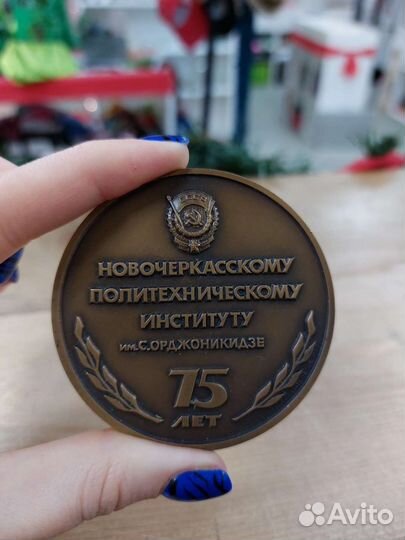 НОВОЧЕРКАССКОМУ
ПОЛИТЕХНИЧЕСКОМУ
ИНСТИТУТУ
ИМ.С.ОРДЖОНИКИДЗЕ
75
ЛЕТ
Avito